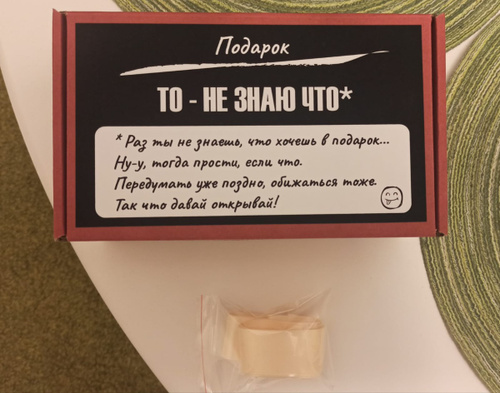 Подарок
ТО - НЕ ЗНАЮ ЧТО*
* Раз ты не знаешь, что хочешь в подарок...
Ну-у, тогда прости, если что.
Передумать уже поздно, обижаться тоже.
Так что давай открывай!